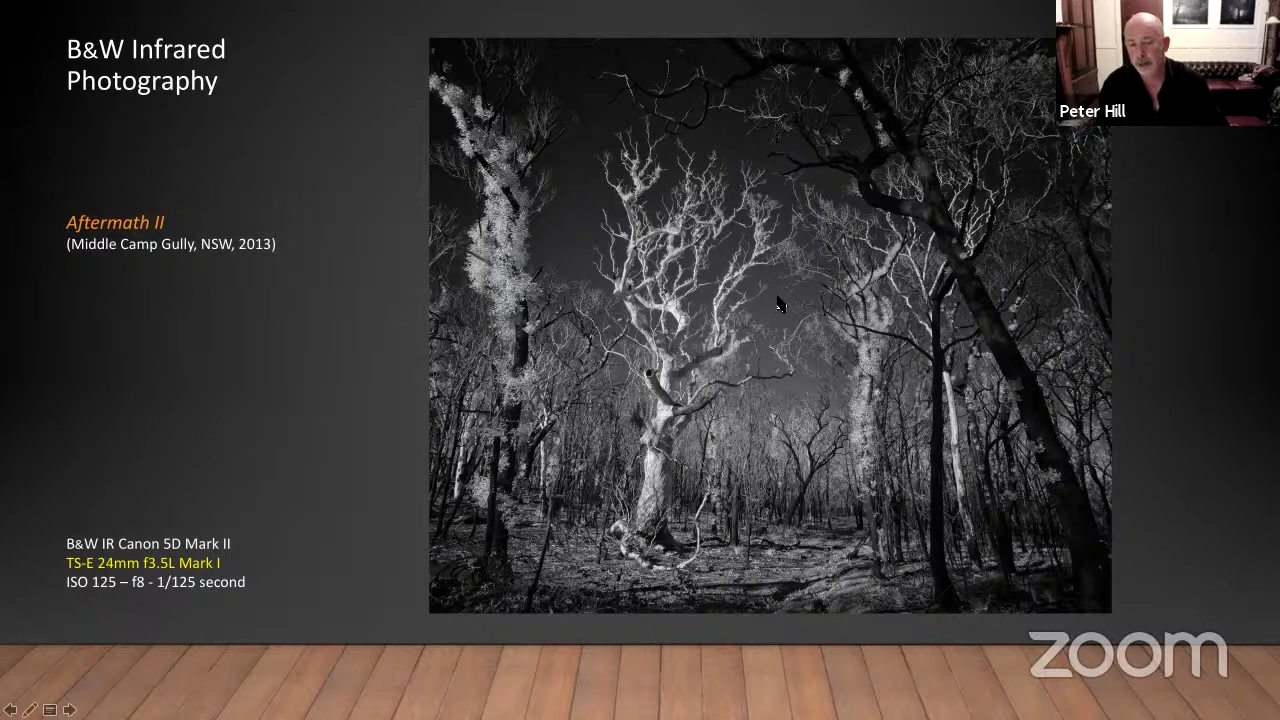 B&W Infrared
Photography
Peter Hill
Aftermath II
(Middle Camp Gully, NSW, 2013)
B&W IR Canon 5D Mark II
TS-E 24mm f3.5L Mark I
ISO 125 – f8 - 1/125 second
zoom